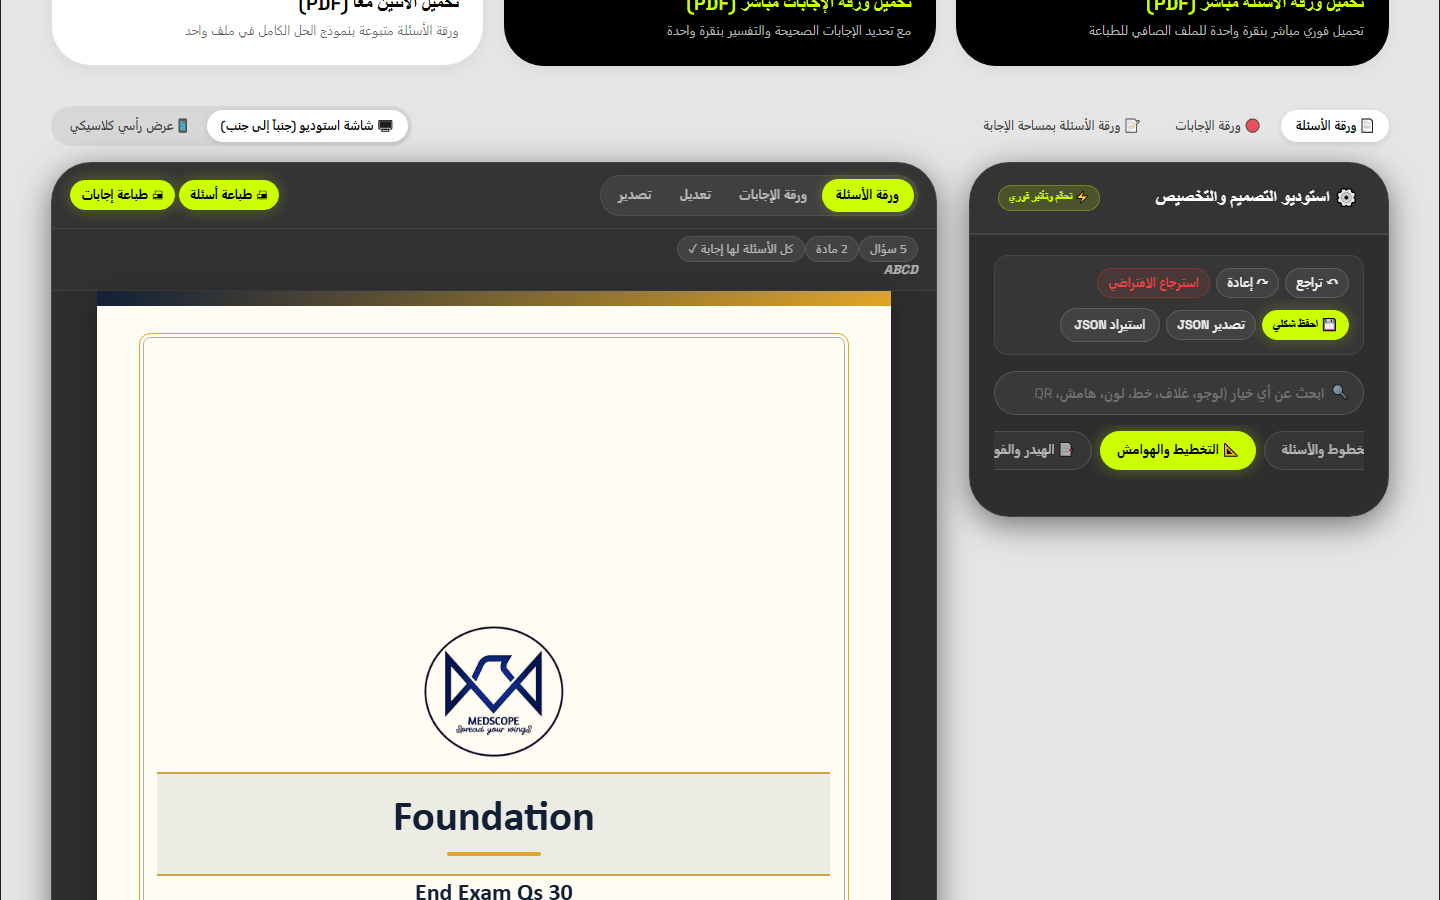 تحميل ورقة الأسئلة مباشر (PDF)
تحميل فوري مباشر بنقرة واحدة للملف الصافي للطباعة
تحميل ورقة الإجابات مباشر (PDF)
مع تحديد الإجابات الصحيحة والتفسير بنقرة واحدة
تحميل الاثنين معًا (PDF)
ورقة الأسئلة متبوعة بنموذج الحل الكامل في ملف واحد
ورقة الأسئلة
ورقة الإجابات
ورقة الأسئلة بمساحة الإجابة
شاشة استوديو (جنباً إلى جنب)
عرض رأسي كلاسيكي
استوديو التصميم والتخصيص
تحكم وتأثير فوري
تراجع
إعادة
استرجاع الافتراضي
احفظ شكلي
تصدير JSON
استيراد JSON
ابحث عن أي خيار (لوجو، غلاف، خط، لون، هامش، QR.
خطوط والأسئلة
التخطيط والهوامش
الهيدر والفو
ورقة الأسئلة
ورقة الإجابات
تعديل
تصدير
طباعة أسئلة
طباعة إجابات
5 سؤال
2 مادة
كل الأسئلة لها إجابة ✓
ABCD
MEDSCOPE
Spread your wings
Foundation
End Exam Qs 30